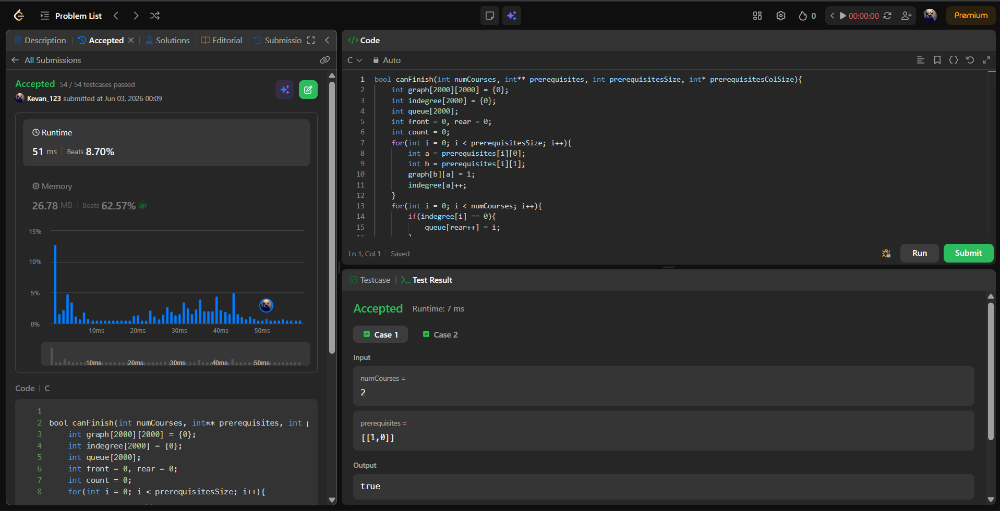 Problem List
0
00:00:00
Premium
Description
Accepted
Solutions
Editorial
Submissio
All Submissions
Accepted 54 / 54 testcases passed
Kevan_123 submitted at Jun 03, 2026 00:09
Runtime
51 ms Beats 8.70%
Memory
26.78 MB Beats 62.57%
15%
10%
5%
0%
10ms 20ms 30ms 40ms 50ms
10ms 20ms 30ms 40ms 50ms
Code C
1
2 bool canFinish(int numCourses, int** prerequisites, int
3 int graph[2000][2000] = {0};
4 int indegree[2000] = {0};
5 int queue[2000];
6 int front = 0, rear = 0;
7 int count = 0;
8 for(int i = 0; i < prerequisitesSize; i++){
</> Code
C Auto
1 bool canFinish(int numCourses, int** prerequisites, int prerequisitesSize, int* prerequisitesColSize){
2 int graph[2000][2000] = {0};
3 int indegree[2000] = {0};
4 int queue[2000];
5 int front = 0, rear = 0;
6 int count = 0;
7 for(int i = 0; i < prerequisitesSize; i++){
8 int a = prerequisites[i][0];
9 int b = prerequisites[i][1];
10 graph[b][a] = 1;
11 indegree[a]++;
12 }
13 for(int i = 0; i < numCourses; i++){
14 if(indegree[i] == 0){
15 queue[rear++] = i;
Ln 1, Col 1 Saved
Run
Submit
Testcase
Test Result
Accepted Runtime: 7 ms
Case 1 Case 2
Input
numCourses =
2
prerequisites =
[[1,0]]
Output
true